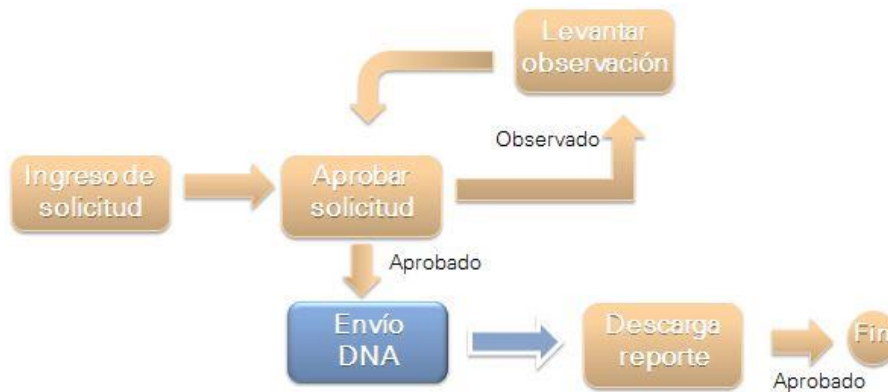 Levantar
observación
Observado
Ingreso de
solicitud
Aprobar
solicitud
Aprobado
Envío
DNA
Descarga
reporte
Fin
Aprobado